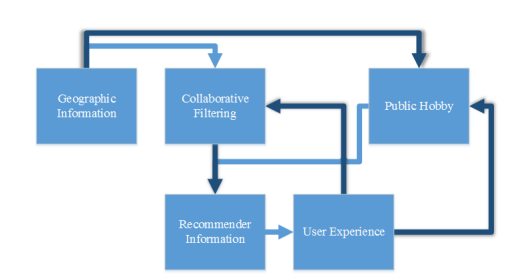 Geographic
Information
Collaborative
Filtering
Public Hobby
Recommender
Information
User Experience